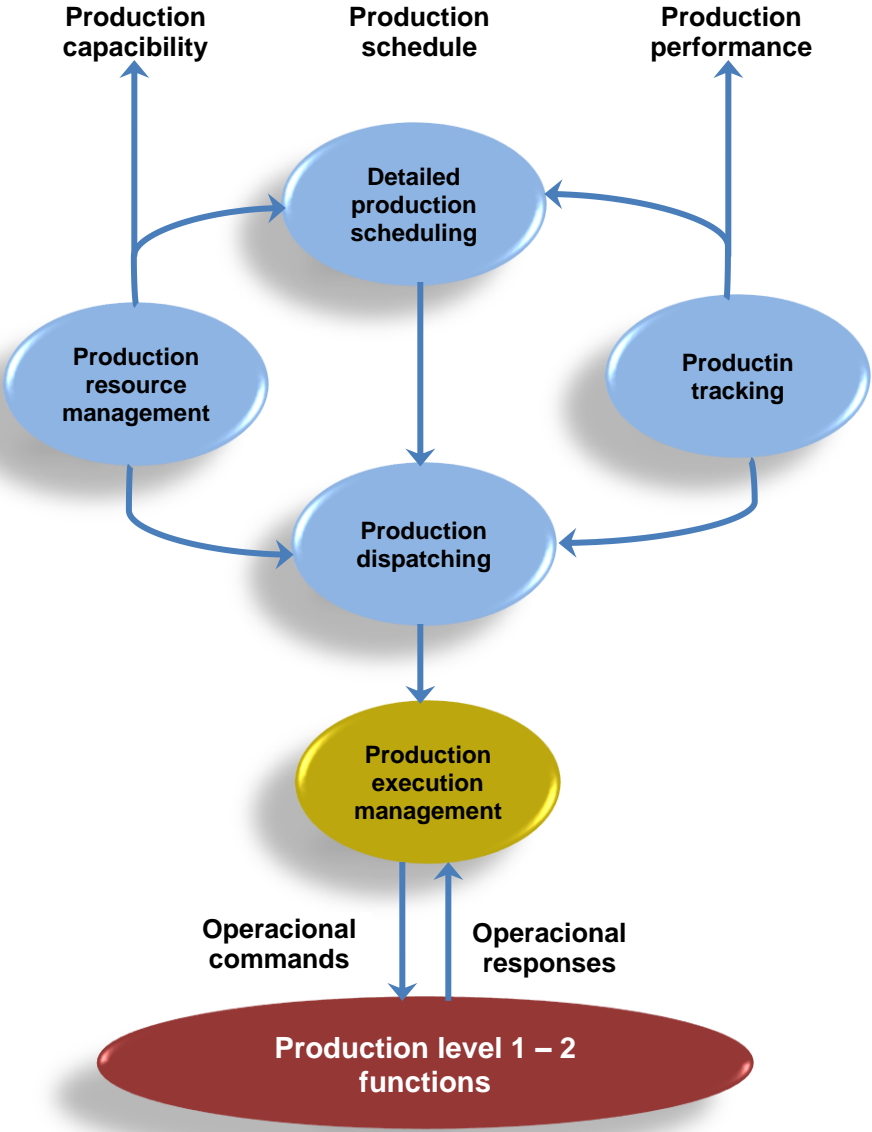 Production
capacibility
Production
schedule
Production
performance
Detailed
production
scheduling
Production
resource
management
Productin
tracking
Production
dispatching
Production
execution
management
Operacional
commands
Operacional
responses
Production level 1 – 2
functions